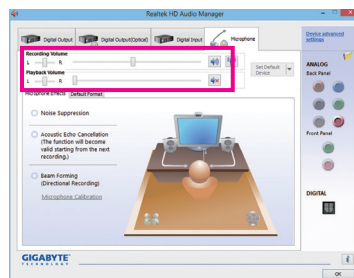 Realtek HD Audio Manager
Digital Output
Digital Output(Optical)
Digital Input
Microphone
Device advanced
settings
Recording Volume
L
R
Set Default
Device
Playback Volume
L
R
Microphone Effects
Default Format
ANALOG
Back Panel
Noise Suppression
Acoustic Echo Cancellation
(The function will become
valid starting from the next
recording.)
Front Panel
Beam Forming
(Directional Recording)
Microphone Calibration
DIGITAL
GIGABYTE
TECHNOLOGY
i
OK